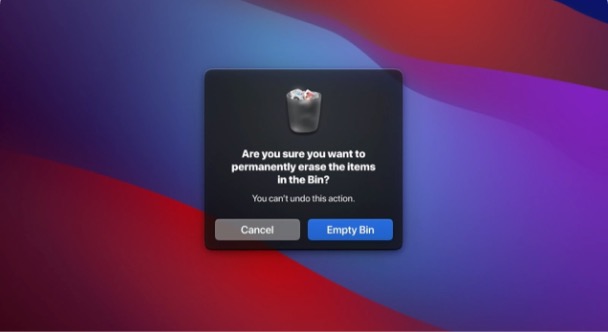 Are you sure you want to
permanently erase the items
in the Bin?
You can't undo this action.
Cancel
Empty Bin